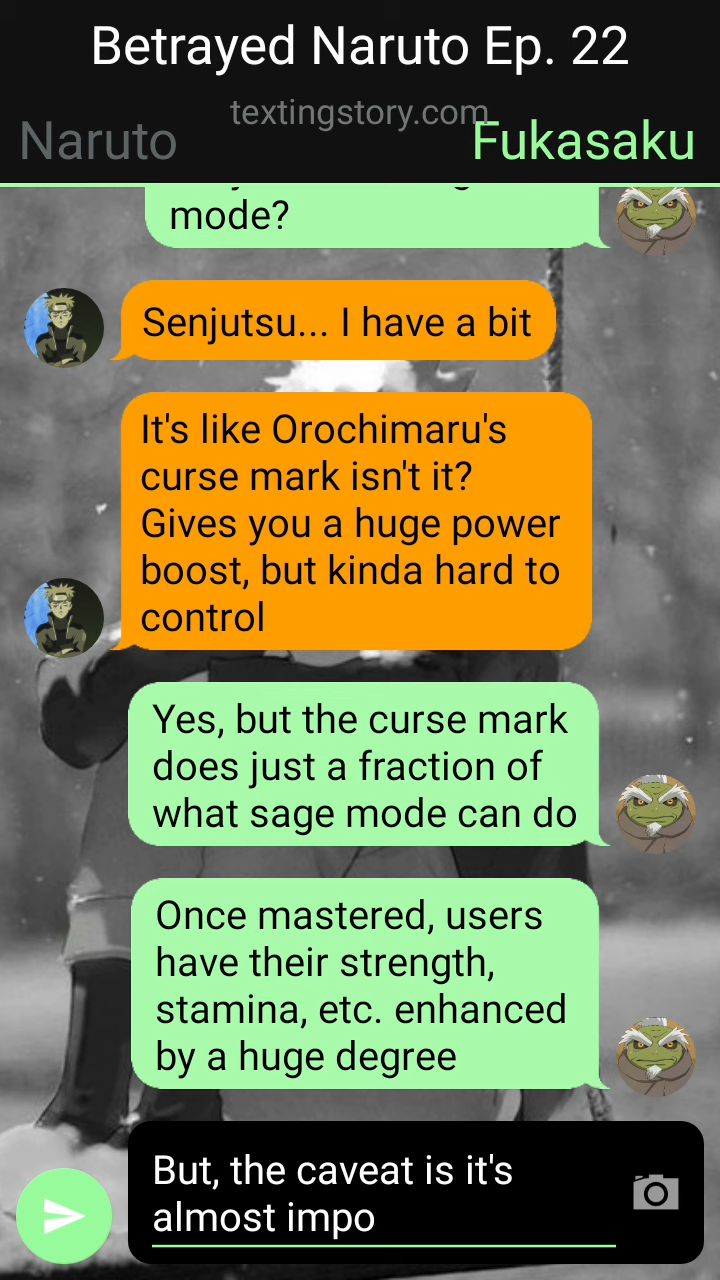 Betrayed Naruto Ep. 22
textingstory.com
Naruto
Fukasaku
mode?
Senjutsu... I have a bit
It's like Orochimaru's
curse mark isn't it?
Gives you a huge power
boost, but kinda hard to
control
Yes, but the curse mark
does just a fraction of
what sage mode can do
Once mastered, users
have their strength,
stamina, etc. enhanced
by a huge degree
But, the caveat is it's
almost impo